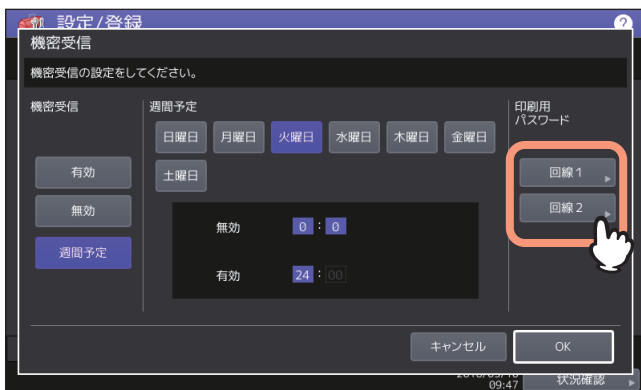 設定/登録
?
機密受信
機密受信の設定をしてください。
機密受信
有効
無効
週間予定
週間予定
日曜日 月曜日 火曜日 水曜日 木曜日 金曜日
土曜日
無効 0 : 0
有効 24 : 00
印刷用
パスワード
回線 1
回線 2
キャンセル OK
09:47 状況確認